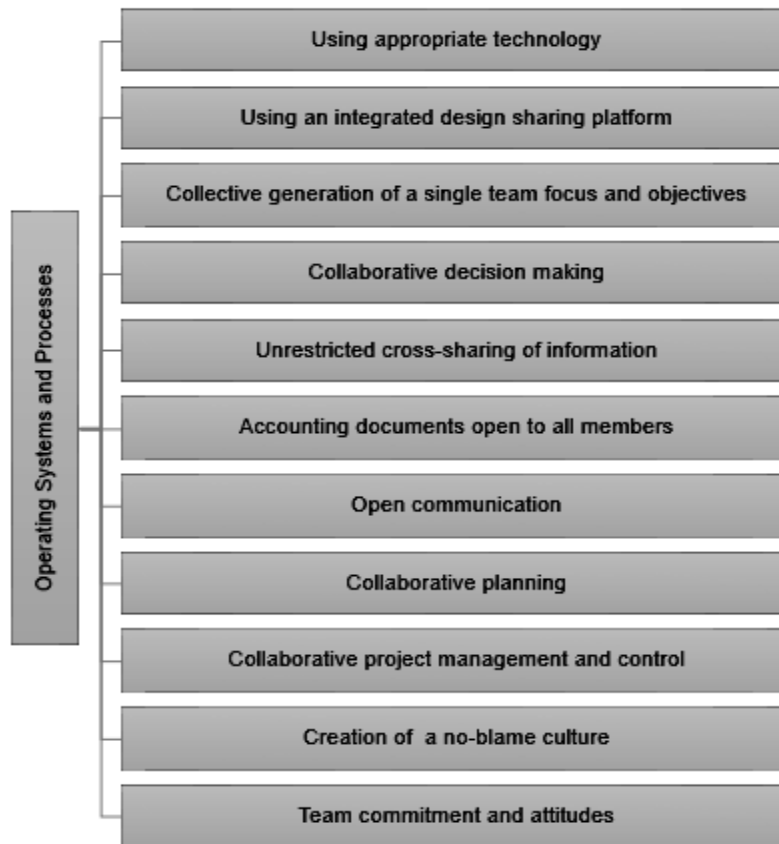 Using appropriate technology
Using an integrated design sharing platform
Collective generation of a single team focus and objectives
Collaborative decision making
Unrestricted cross-sharing of information
Operating Systems and Processes
Accounting documents open to all members
Open communication
Collaborative planning
Collaborative project management and control
Creation of a no-blame culture
Team commitment and attitudes